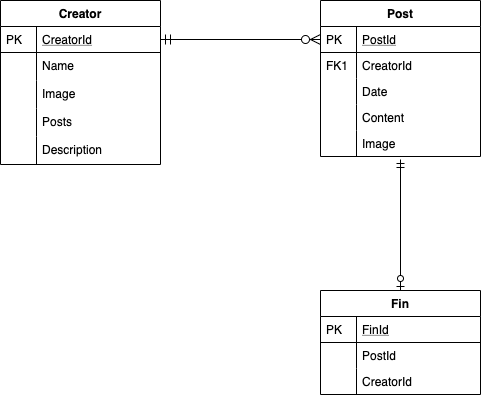 Creator
PK CreatorId
Name
Image
Posts
Description
Post
PK PostId
FK1 CreatorId
Date
Content
Image
Fin
PK FinId
PostId
CreatorId